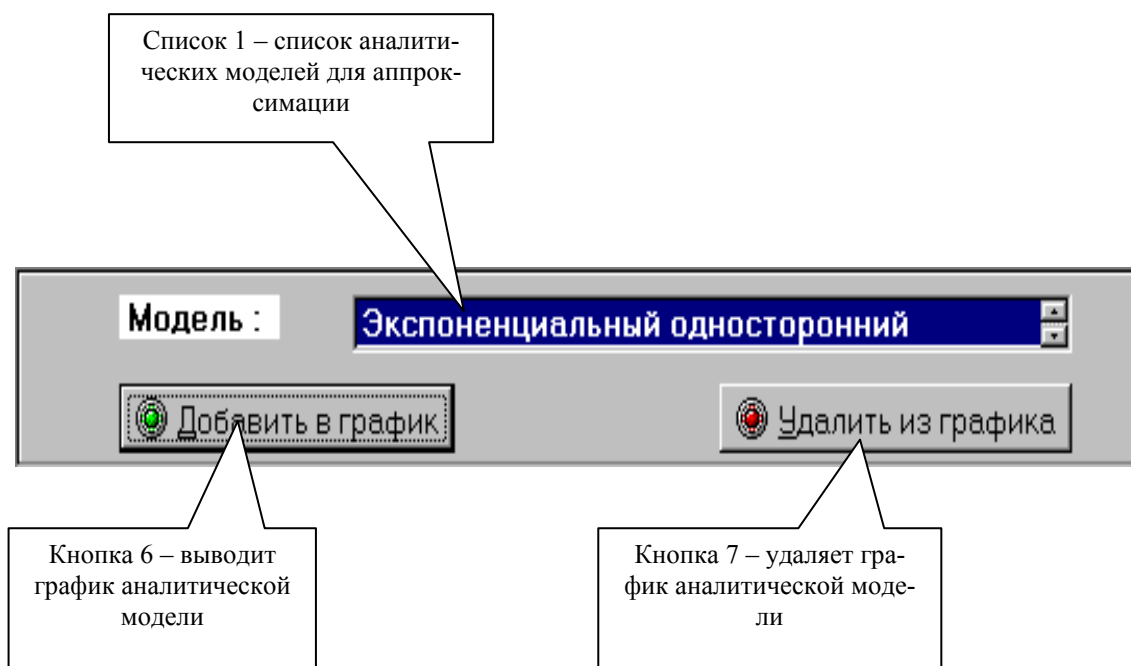 Список 1 – список аналити-
ческих моделей для аппрок-
симации
Модель :
Экспоненциальный односторонний
Добавить в график
Удалить из графика
Кнопка 6 – выводит
график аналитической
модели
Кнопка 7 – удаляет гра-
фик аналитической моде-
ли